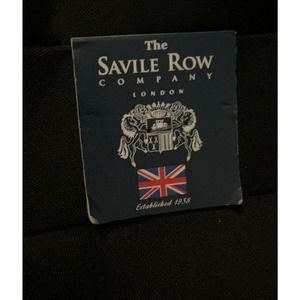 The
SAVILE ROW
COMPANY
LONDON
Established 1938